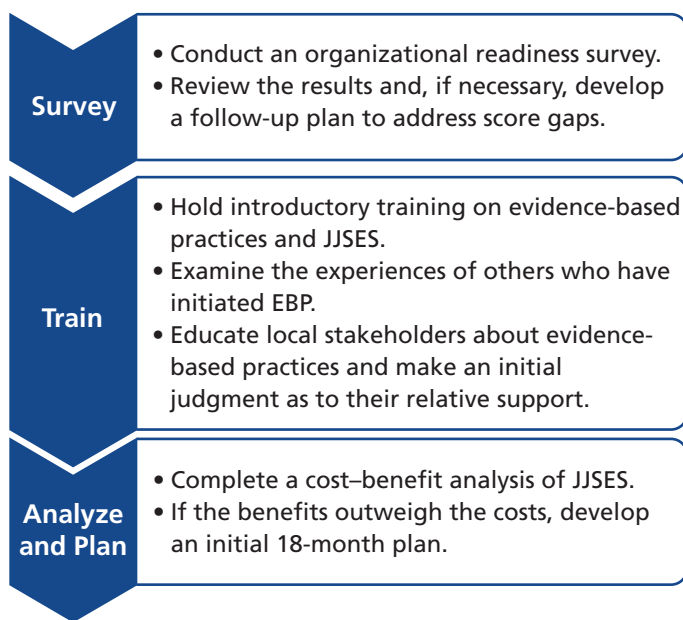 Survey
• Conduct an organizational readiness survey.
• Review the results and, if necessary, develop
a follow-up plan to address score gaps.
Train
• Hold introductory training on evidence-based
practices and JJSES.
• Examine the experiences of others who have
initiated EBP.
• Educate local stakeholders about evidence-
based practices and make an initial
judgment as to their relative support.
Analyze
and Plan
• Complete a cost–benefit analysis of JJSES.
• If the benefits outweigh the costs, develop
an initial 18-month plan.